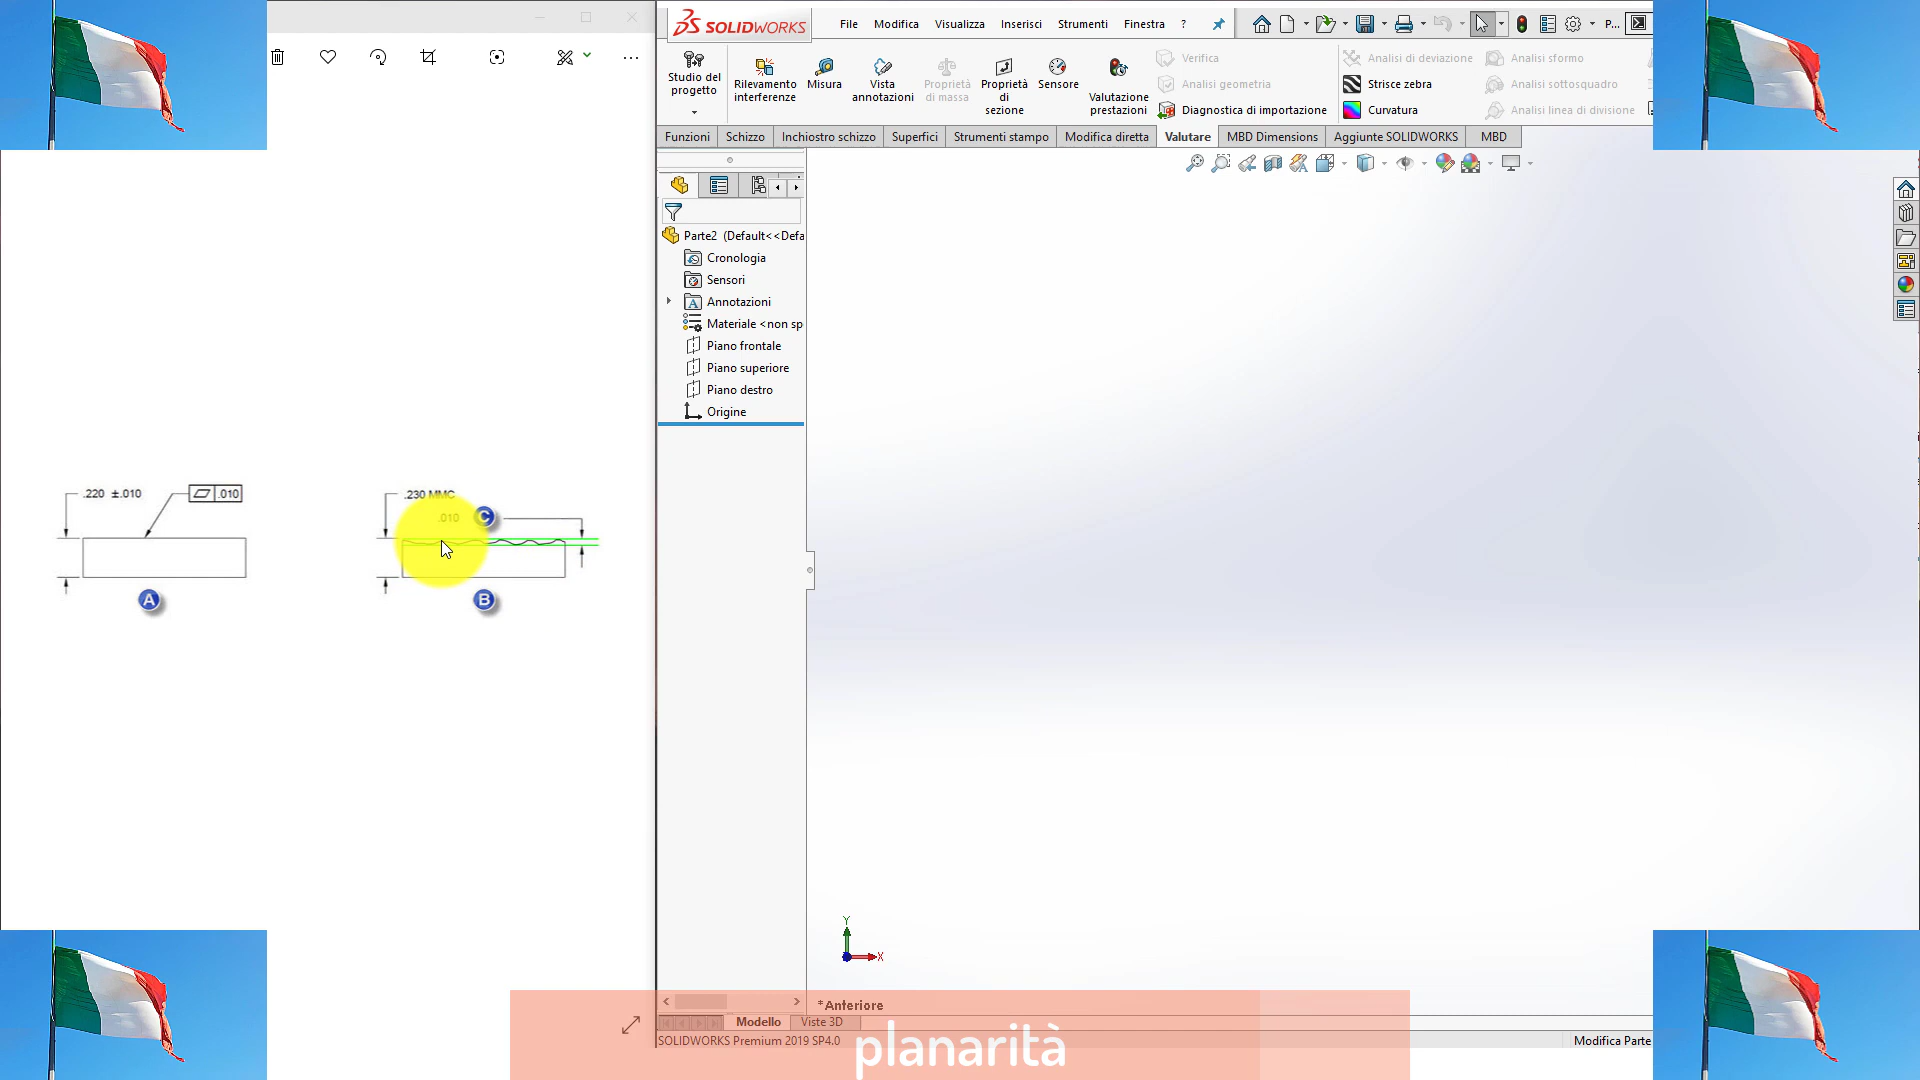 SOLIDWORKS
File Modifica Visualizza Inserisci Strumenti Finestra ?
P...
Studio del progetto
Rilevamento interferenze
Misura
Vista annotazioni
Proprietà di massa
Proprietà di sezione
Sensore
Valutazione prestazioni
Verifica
Analisi geometria
Diagnostica di importazione
Analisi di deviazione
Strisce zebra
Curvatura
Analisi sformo
Analisi sottosquadro
Analisi linea di divisione
Funzioni Schizzo Inchiostro schizzo Superfici Strumenti stampo Modifica diretta Valutare MBD Dimensions Aggiunte SOLIDWORKS MBD
Parte2 (Default<<Defa
Cronologia
Sensori
Annotazioni
Materiale <non sp
Piano frontale
Piano superiore
Piano destro
Origine
.220 ±.010
.010
A
.230 MMC
.010
C
B
Y
X
*Anteriore
Modello Viste 3D
SOLIDWORKS Premium 2019 SP4.0
Modifica Parte
planarità